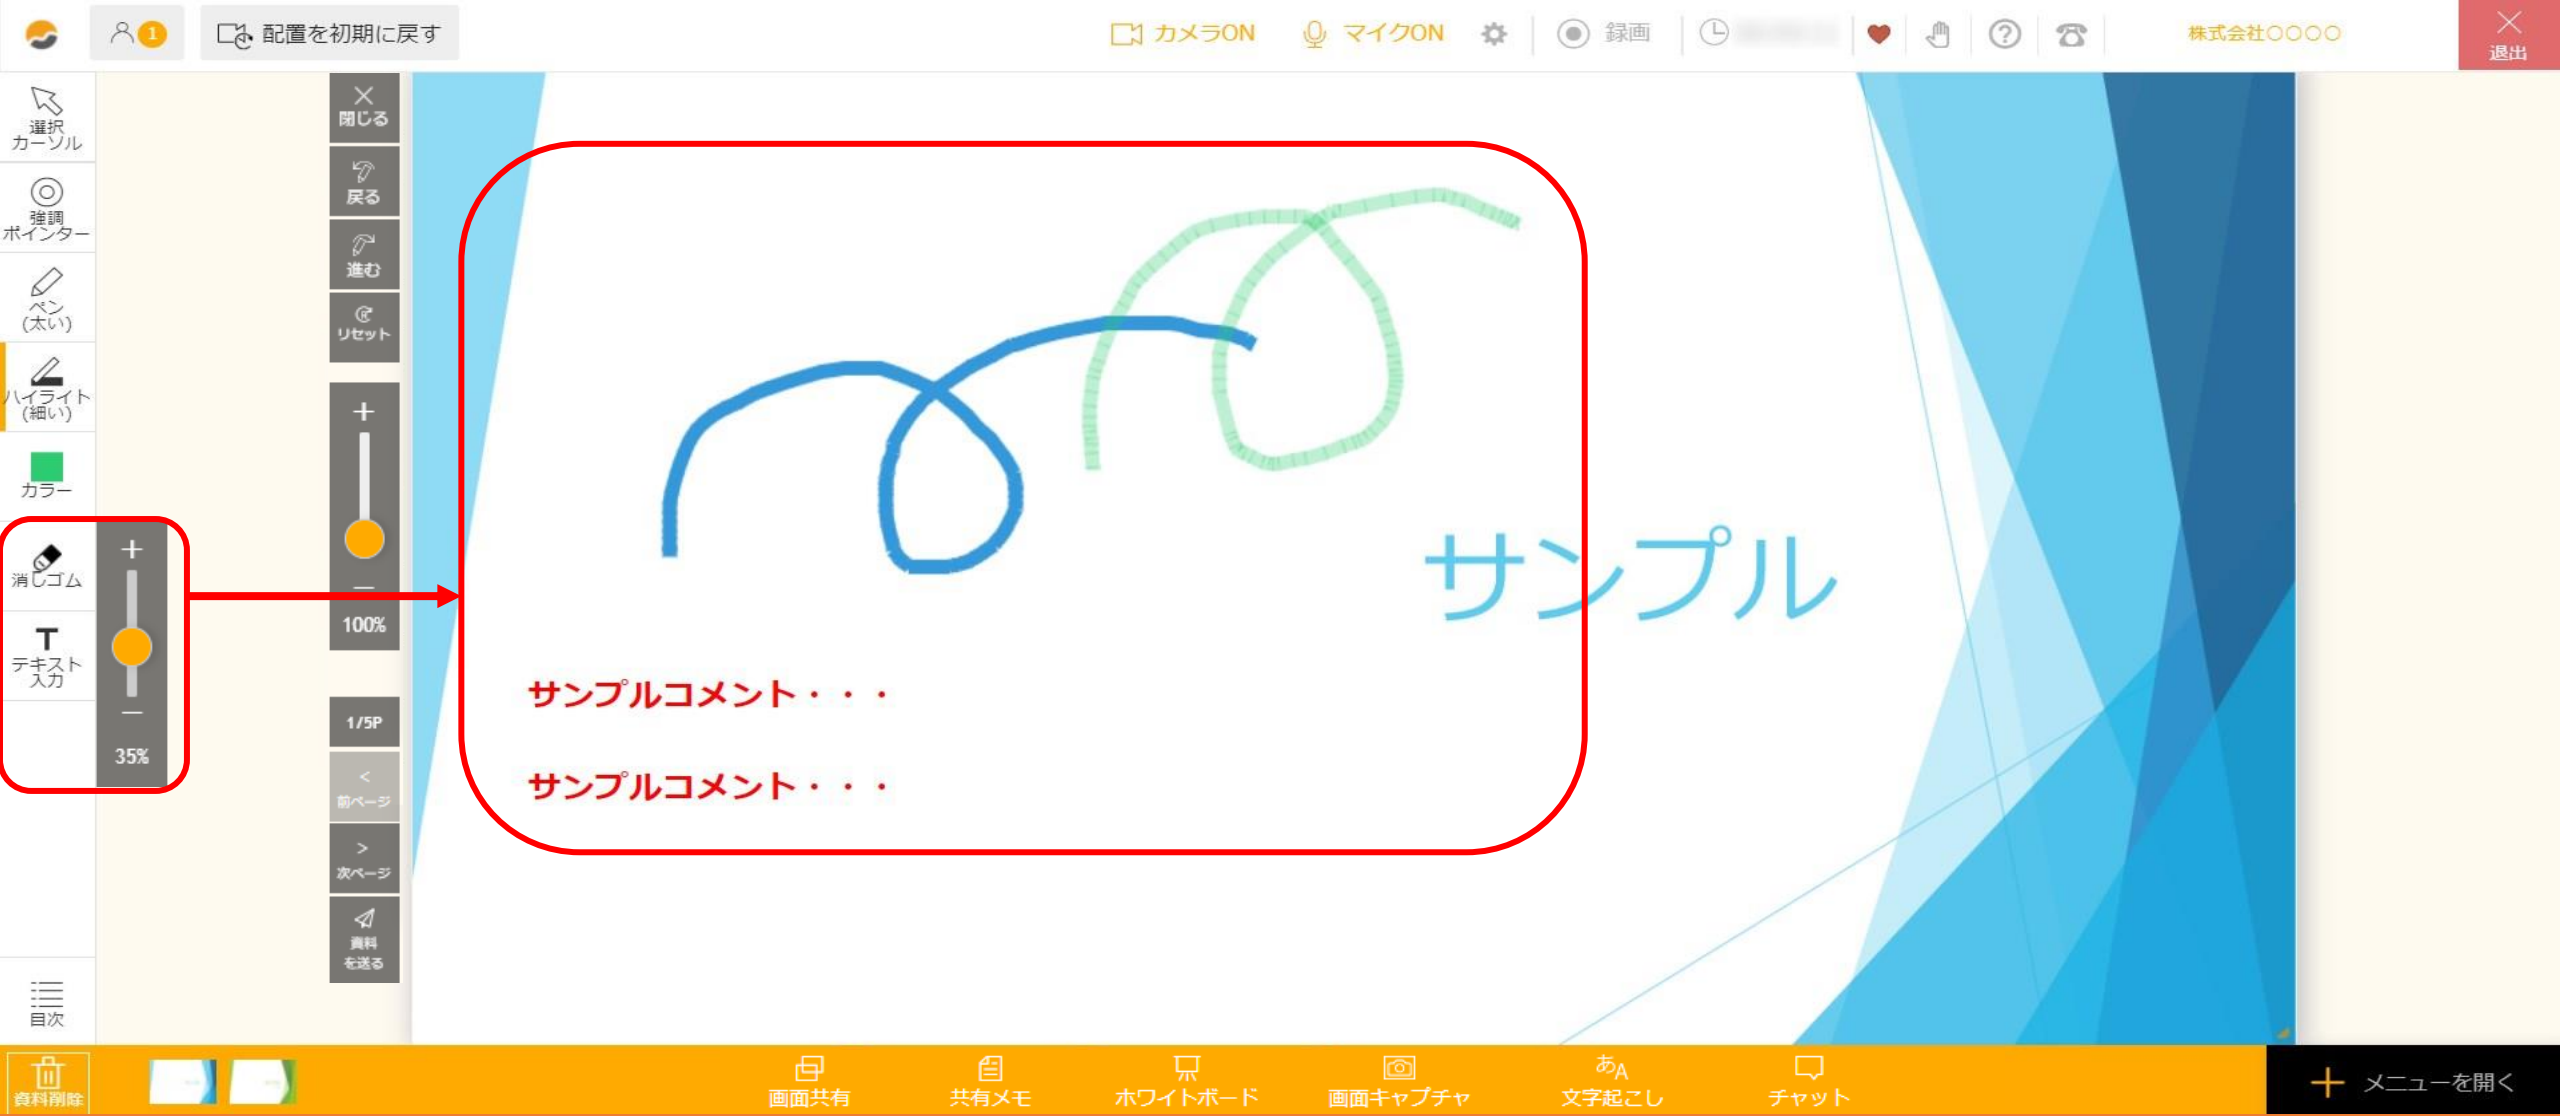 1
配置を初期に戻す
カメラON
マイクON
録画
株式会社○○○○
退出
選択
カーソル
強調
ポインター
ペン
(太い)
ハイライト
(細い)
カラー
消しゴム
テキスト
入力
+
−
35%
目次
閉じる
戻る
進む
リセット
+
−
100%
1/5P
<
前ページ
>
次ページ
資料
を送る
サンプル
サンプルコメント・・・
サンプルコメント・・・
資料削除
画面共有
共有メモ
ホワイトボード
画面キャプチャ
文字起こし
チャット
メニューを開く